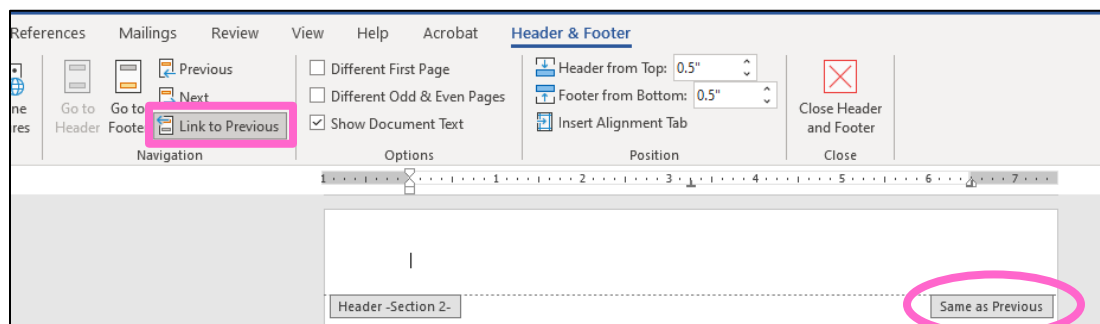 References Mailings Review View Help Acrobat Header & Footer
Previous Different First Page Header from Top: 0.5"
Next Different Odd & Even Pages Footer from Bottom: 0.5"
Go to Header Go to Footer Link to Previous Show Document Text Insert Alignment Tab Close Header and Footer
Navigation Options Position Close
1 1 2 3 4 5 6 7
Header -Section 2- Same as Previous